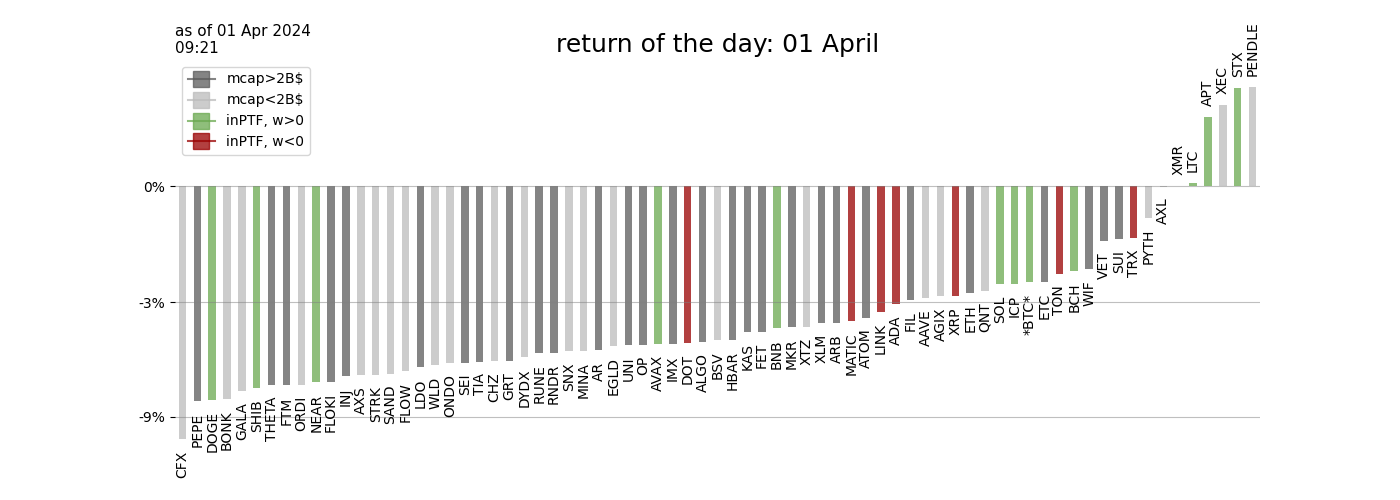 as of 01 Apr 2024
09:21
return of the day: 01 April
mcap>2B$
mcap<2B$
inPTF, w>0
inPTF, w<0
0%
-3%
-9%
CFX
PEPE
DOGE
BONK
GALA
SHIB
THETA
FTM
ORDI
NEAR
FLOKI
INJ
AXS
STRK
SAND
FLOW
LDO
WLD
ONDO
SEI
TIA
CHZ
GRT
DYDX
RUNE
RNDR
SNX
MINA
AR
EGLD
UNI
OP
AVAX
IMX
DOT
ALGO
BSV
HBAR
KAS
FET
BNB
MKR
XTZ
XLM
ARB
MATIC
ATOM
LINK
ADA
FIL
AAVE
AGIX
XRP
ETH
QNT
SOL
ICP
*BTC*
ETC
TON
BCH
WIF
VET
SUI
TRX
PYTH
AXL
XMR
LTC
APT
XEC
STX
PENDLE